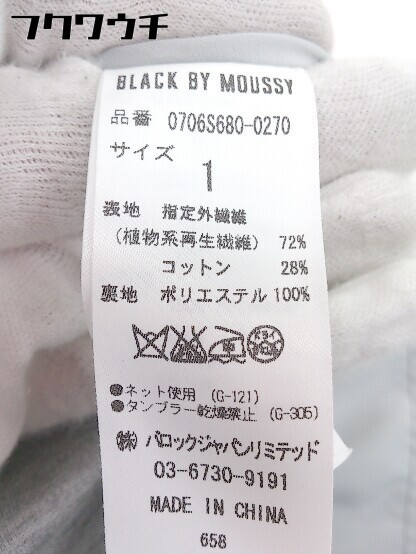 フクワウチ
BLACK BY MOUSSY
品番 0706S680-0270
サイズ
1
表地 指定外繊維
(植物系再生繊維) 72%
コットン 28%
裏地 ポリエステル 100%
●ネット使用 (G-121)
●タンブラー乾燥禁止 (G-305)
㈱バロックジャパンリミテッド
03-6730-9191
MADE IN CHINA
658